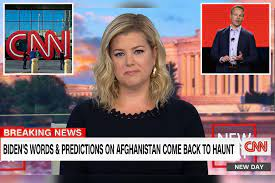 CNN
BREAKING NEWS
NEW
BIDEN'S WORDS & PREDICTIONS ON AFGHANISTAN COME BACK TO HAUNT
CNN
NEW DAY